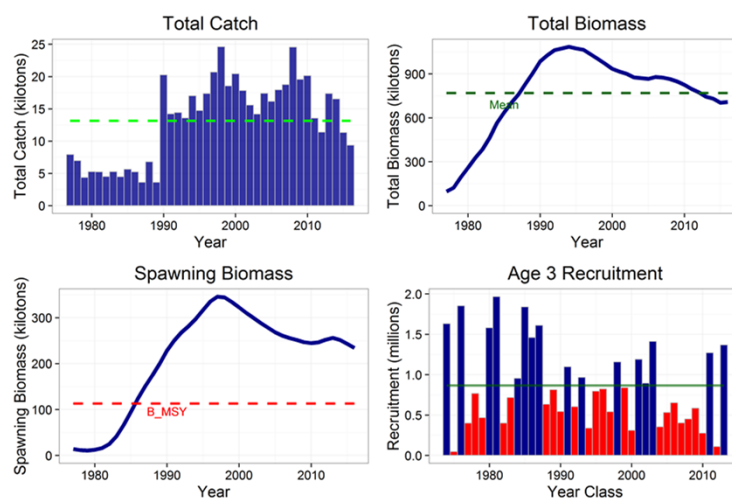 Total Catch
Total Catch (kilotons)
25
20
15
10
5
0
1980
1990
2000
2010
Year
Total Biomass
Total Biomass (kilotons)
900
600
300
0
Mean
1980
1990
2000
2010
Year
Spawning Biomass
Spawning Biomass (kilotons)
300
200
100
0
B_MSY
1980
1990
2000
2010
Year
Age 3 Recruitment
Recruitment (millions)
2.0
1.5
1.0
0.5
0.0
1980
1990
2000
2010
Year Class